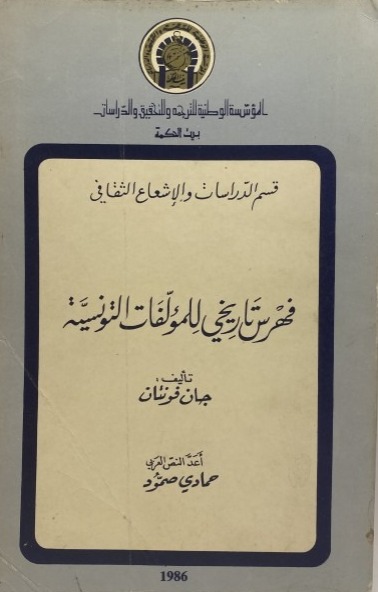 المؤسسة الوطنية للترجمة والتحقيق والدراسات
بيت الحكمة
قسم الدراسات والإشعاع الثقافي
فهرس تاريخي للمؤلفات التونسية
تأليف:
جان فونتان
أعدّ النص العربي
حمادي صمّود
1986